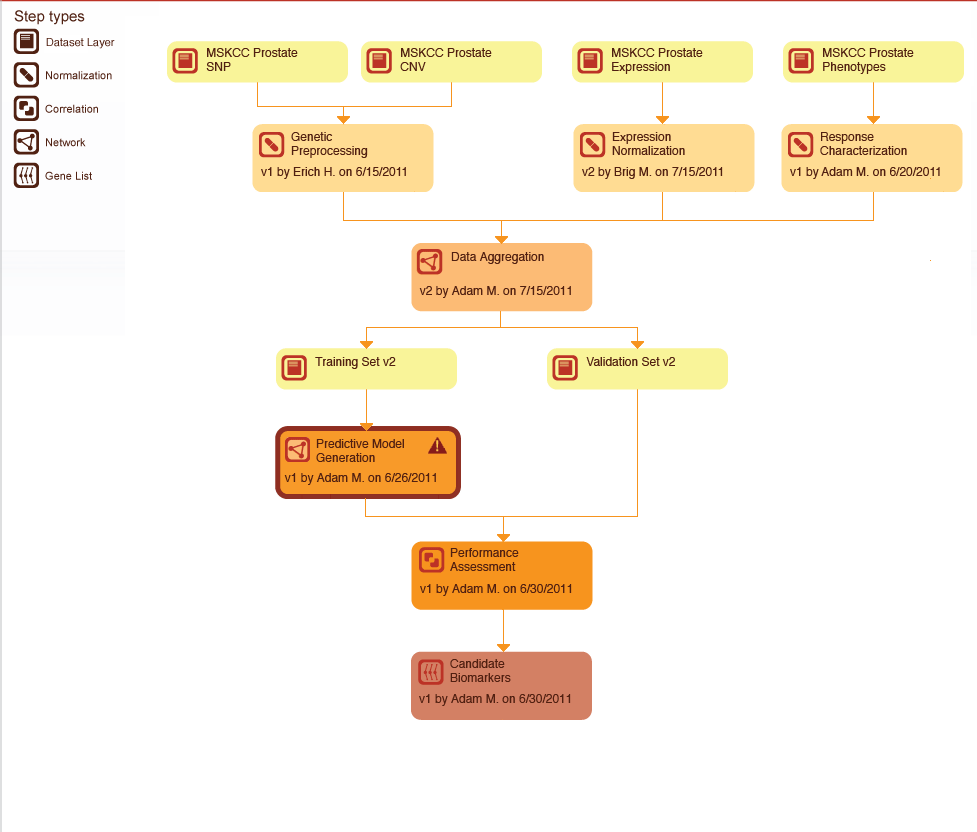 Step types
Dataset Layer
Normalization
Correlation
Network
Gene List
MSKCC Prostate
SNP
MSKCC Prostate
CNV
MSKCC Prostate
Expression
MSKCC Prostate
Phenotypes
Genetic
Preprocessing
v1 by Erich H. on 6/15/2011
Expression
Normalization
v2 by Brig M. on 7/15/2011
Response
Characterization
v1 by Adam M. on 6/20/2011
Data Aggregation
v2 by Adam M. on 7/15/2011
Training Set v2
Validation Set v2
Predictive Model
Generation
v1 by Adam M. on 6/26/2011
Performance
Assessment
v1 by Adam M. on 6/30/2011
Candidate
Biomarkers
v1 by Adam M. on 6/30/2011